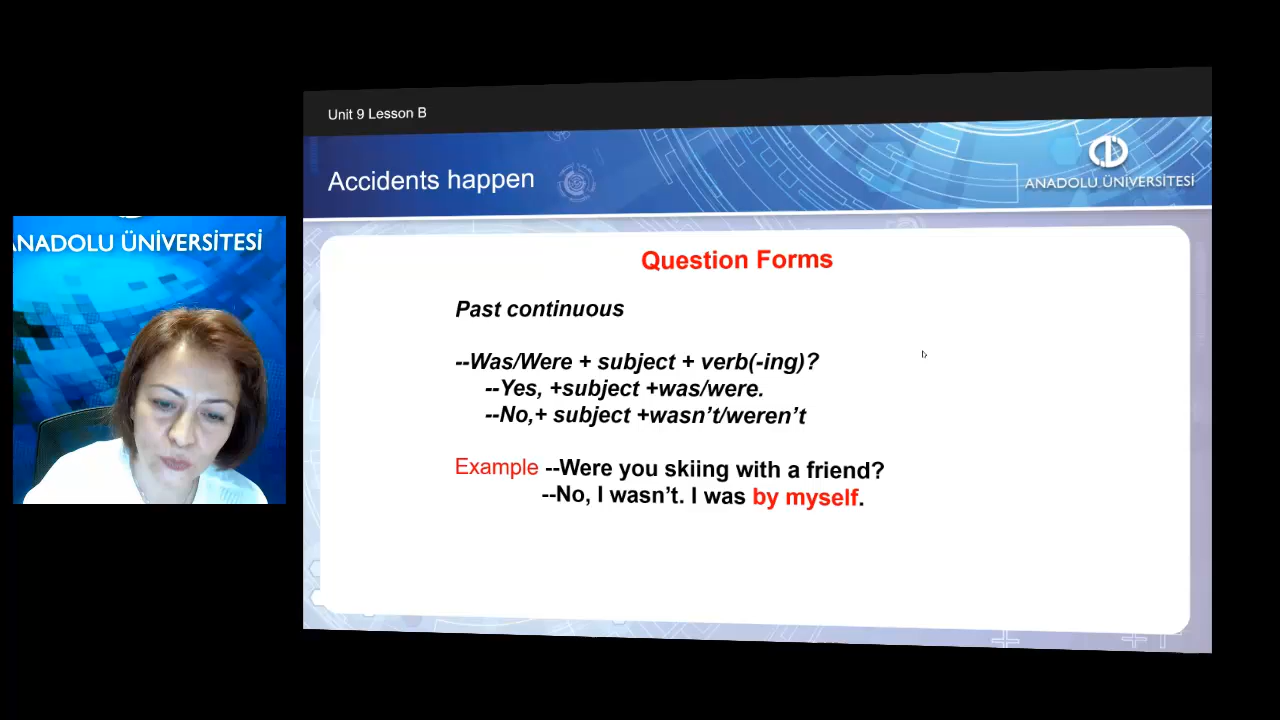 Unit 9 Lesson B
Accidents happen
ANADOLU ÜNİVERSİTESİ
ANADOLU ÜNİVERSİTESİ
Question Forms
Past continuous
--Was/Were + subject + verb(-ing)?
--Yes, +subject +was/were.
--No,+ subject +wasn't/weren't
Example --Were you skiing with a friend?
--No, I wasn't. I was by myself.